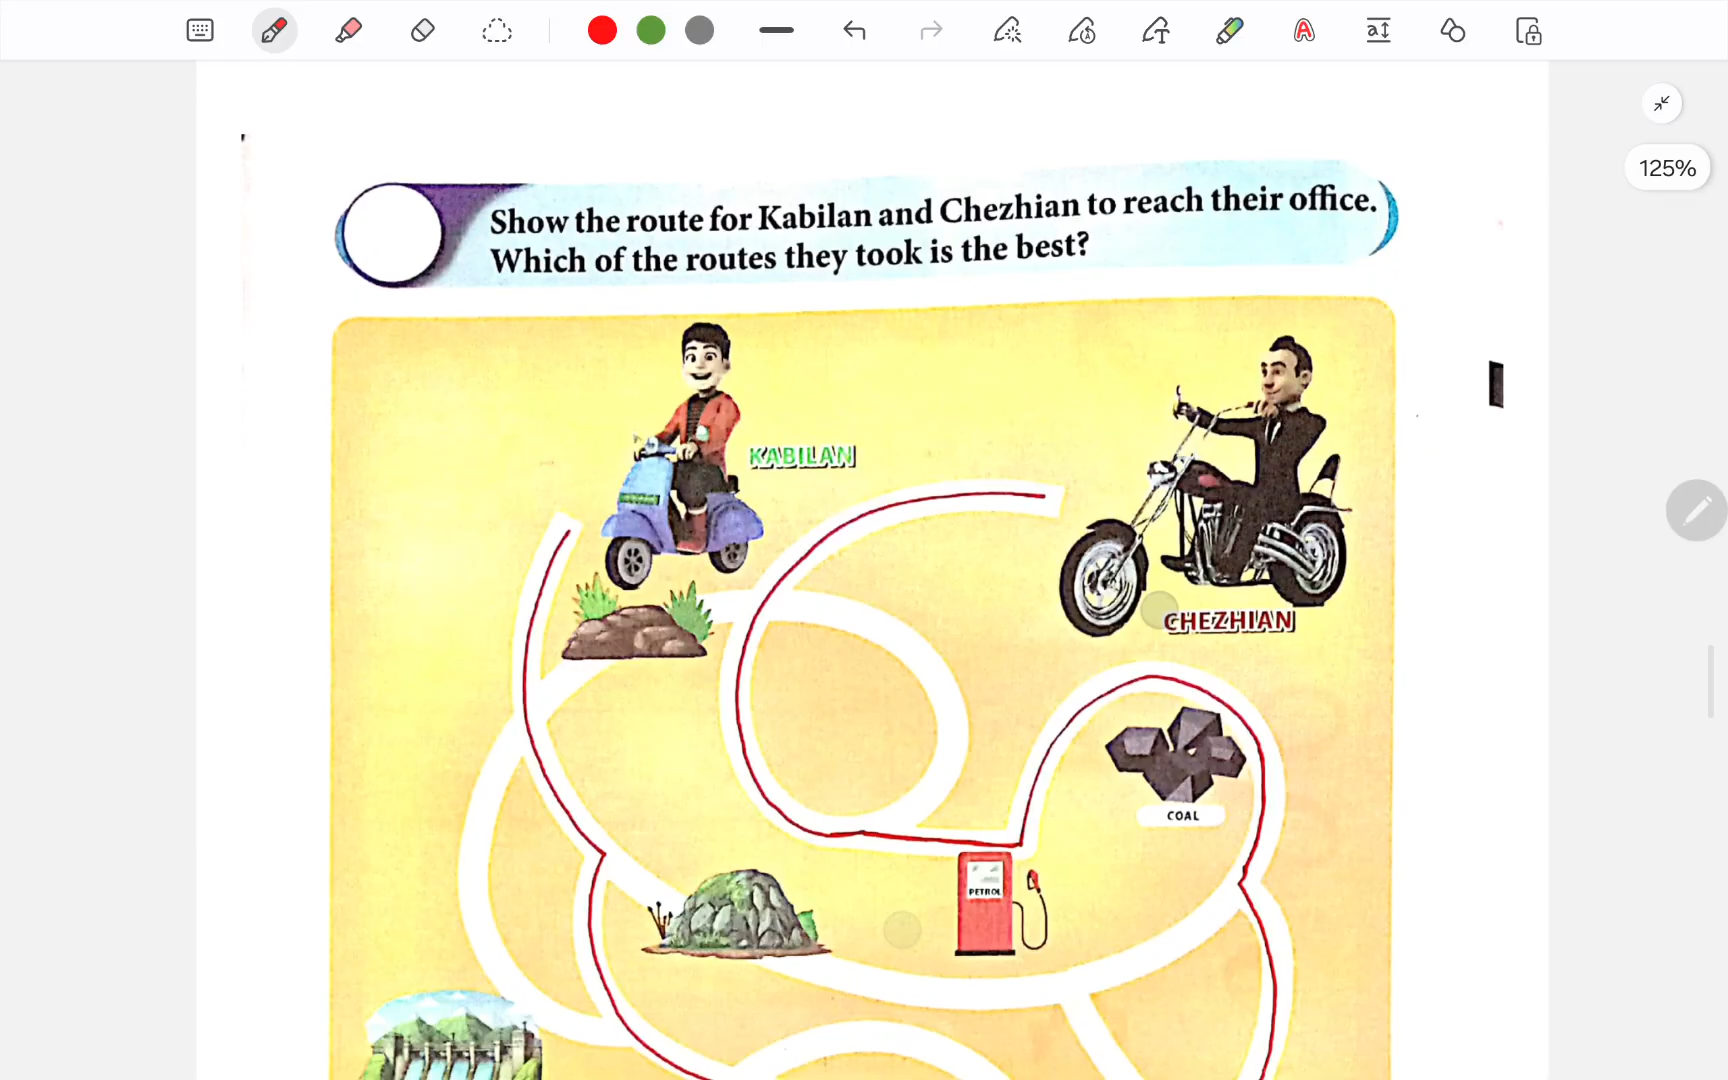 125%
Show the route for Kabilan and Chezhian to reach their office.
Which of the routes they took is the best?
KABILAN
CHEZHIAN
COAL
PETROL